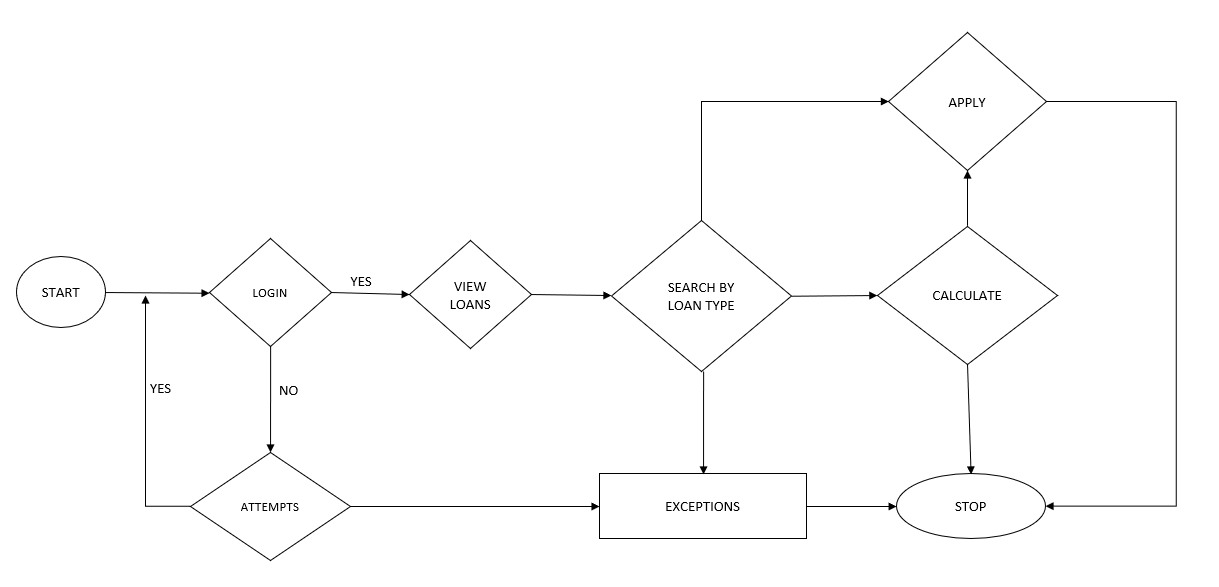 APPLY
START
LOGIN
YES
VIEW
LOANS
SEARCH BY
LOAN TYPE
CALCULATE
YES
NO
ATTEMPTS
EXCEPTIONS
STOP